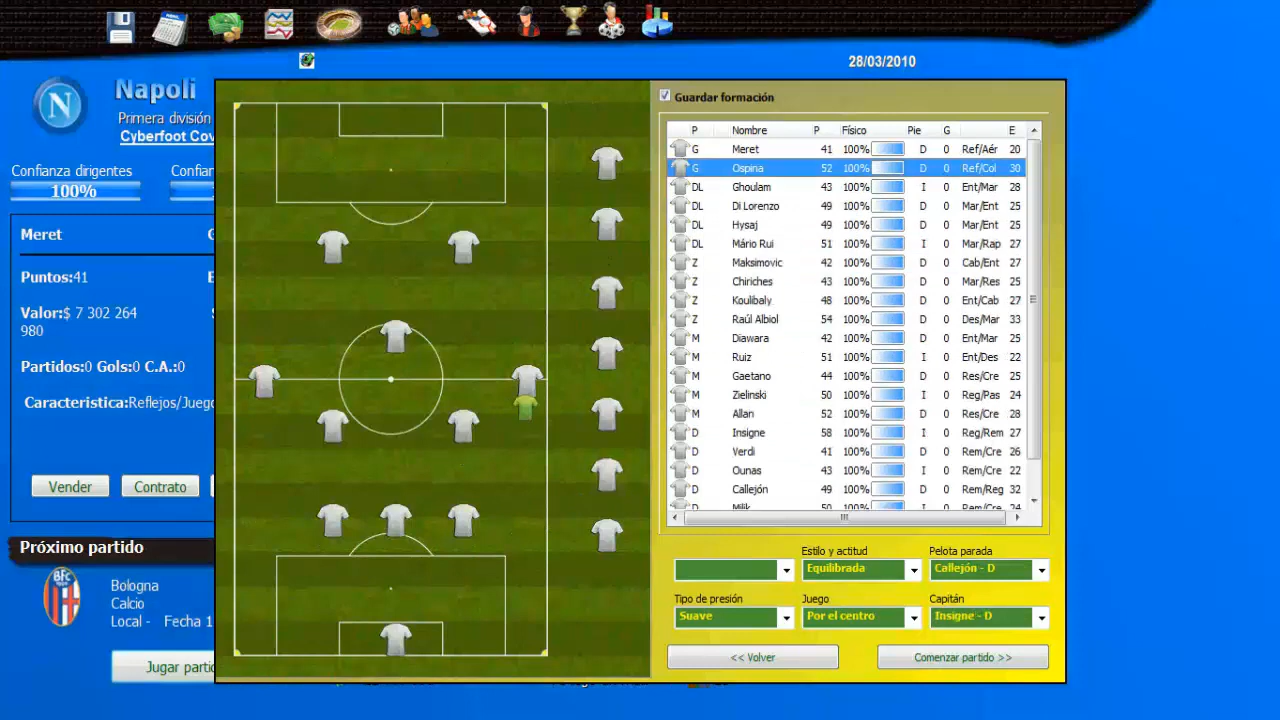 28/03/2010
N
Napoli
Primera división
Cyberfoot Cov
Confianza dirigentes
Confian
100%
Meret
G
Puntos:41
E
Valor:$ 7 302 264
980
Partidos:0 Gols:0 C.A.:0
Caracteristica:Reflejos/Juego
Vender
Contrato
Próximo partido
BFC
Bologna
Calcio
Local - Fecha 1
Jugar partid
Guardar formación
P Nombre P Físico Pie G E
G Meret 41 100% D 0 Ref/Aér 20
G Ospina 52 100% D 0 Ref/Col 30
DL Ghoulam 43 100% I 0 Ent/Mar 28
DL Di Lorenzo 49 100% D 0 Mar/Ent 25
DL Hysaj 49 100% D 0 Mar/Ent 25
DL Mário Rui 51 100% I 0 Mar/Rap 27
Z Maksimovic 42 100% D 0 Cab/Ent 27
Z Chiriches 43 100% D 0 Mar/Res 25
Z Koulibaly 48 100% D 0 Ent/Cab 27
Z Raúl Albiol 54 100% D 0 Des/Mar 33
M Diawara 42 100% D 0 Ent/Mar 25
M Ruiz 51 100% I 0 Ent/Des 22
M Gaetano 44 100% D 0 Res/Cre 25
M Zielinski 50 100% I 0 Reg/Pas 24
M Allan 52 100% D 0 Res/Cre 28
D Insigne 58 100% I 0 Reg/Rem 27
D Verdi 41 100% D 0 Rem/Cre 26
D Ounas 43 100% I 0 Rem/Cre 22
D Callejón 49 100% D 0 Rem/Reg 32
D Milik 50 100% I 0 Rem/Cre 24
Estilo y actitud
Pelota parada
Equilibrada
Callejón - D
Tipo de presión
Juego
Capitán
Suave
Por el centro
Insigne - D
<< Volver
Comenzar partido >>